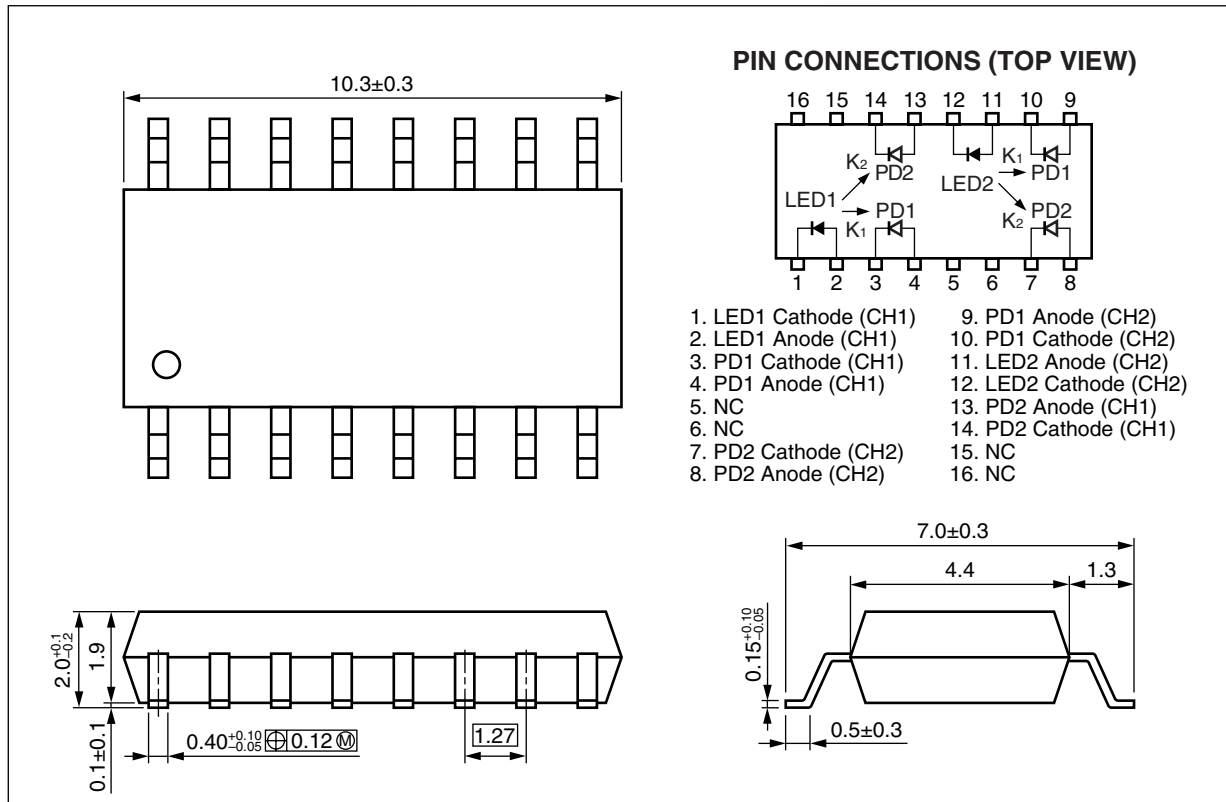 PIN CONNECTIONS (TOP VIEW)
10.3±0.3
16 15 14 13 12 11 10 9
K2 PD2
K1 PD1
LED1
LED2
PD1
K1
PD2
K2
1 2 3 4 5 6 7 8
1. LED1 Cathode (CH1)
2. LED1 Anode (CH1)
3. PD1 Cathode (CH1)
4. PD1 Anode (CH1)
5. NC
6. NC
7. PD2 Cathode (CH2)
8. PD2 Anode (CH2)
9. PD1 Anode (CH2)
10. PD1 Cathode (CH2)
11. LED2 Anode (CH2)
12. LED2 Cathode (CH2)
13. PD2 Anode (CH1)
14. PD2 Cathode (CH1)
15. NC
16. NC
2.0+0.1 −0.2
1.9
0.1±0.1
0.40+0.10 −0.05 ⌖ 0.12 Ⓜ
1.27
7.0±0.3
4.4
1.3
0.15+0.10 −0.05
0.5±0.3